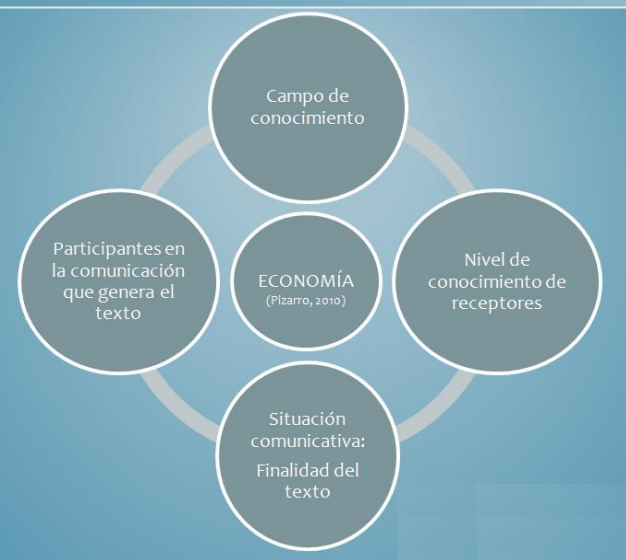 Campo de
conocimiento
Participantes en
la comunicación
que genera el
texto
ECONOMÍA
(Pizarro, 2010)
Nivel de
conocimiento de
receptores
Situación
comunicativa:
Finalidad del
texto